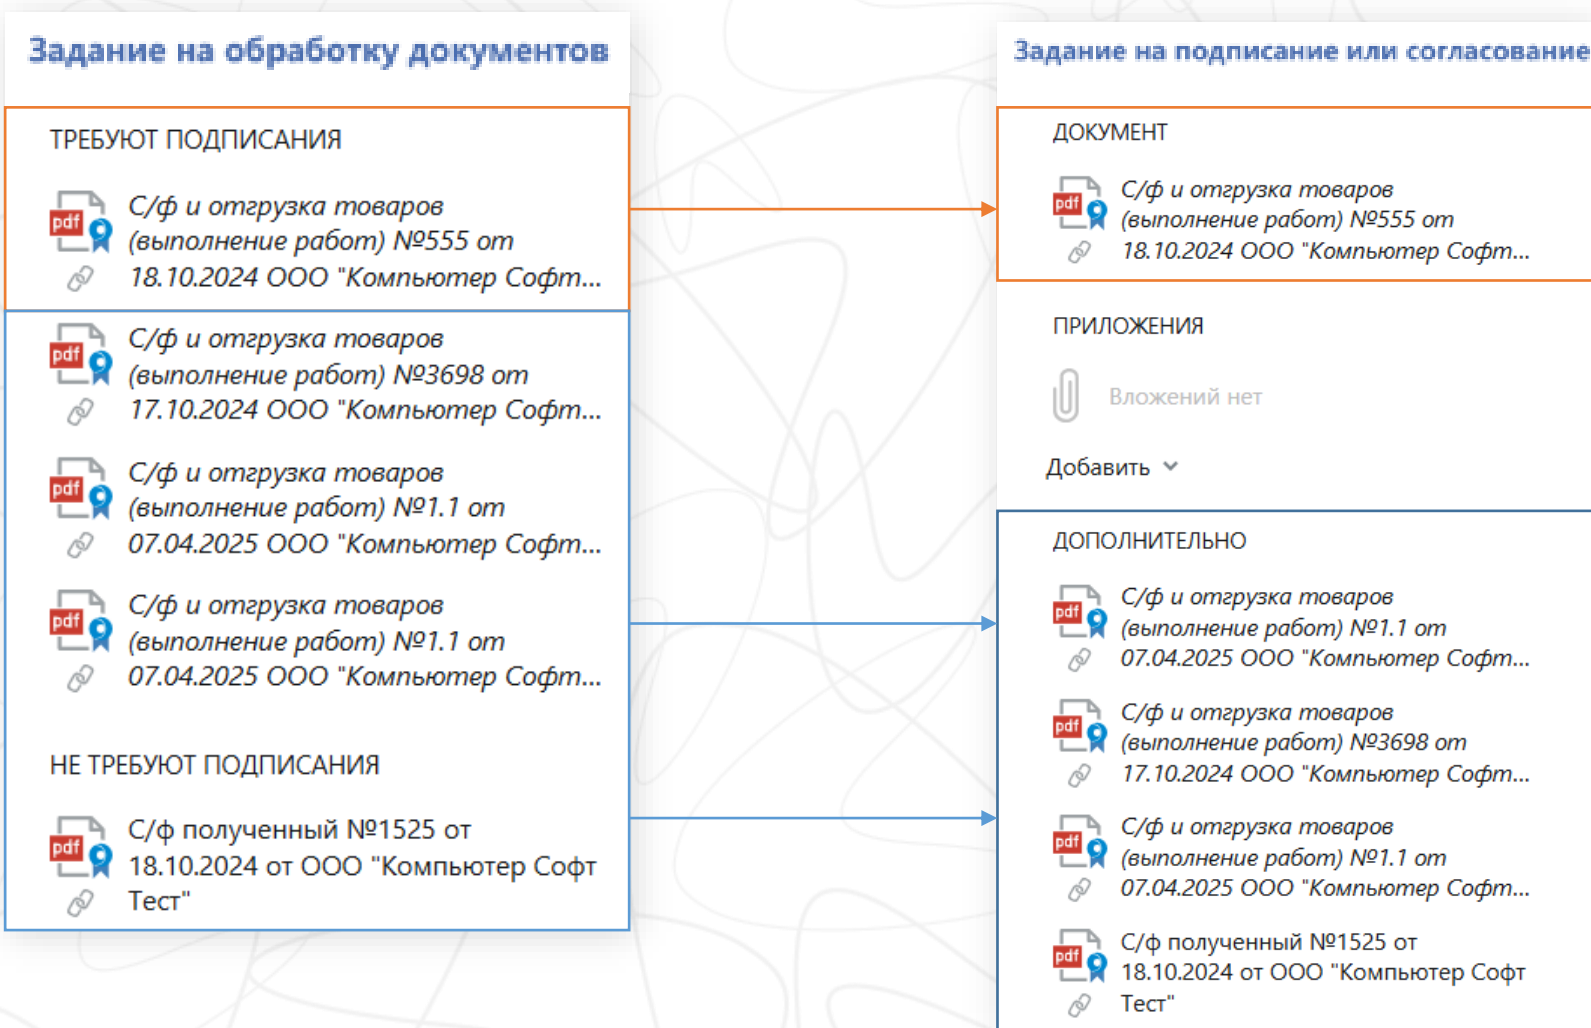 Задание на обработку документов
ТРЕБУЮТ ПОДПИСАНИЯ
pdf
С/ф и отгрузка товаров
(выполнение работ) №555 от
18.10.2024 ООО "Компьютер Софт...
pdf
С/ф и отгрузка товаров
(выполнение работ) №3698 от
17.10.2024 ООО "Компьютер Софт...
pdf
С/ф и отгрузка товаров
(выполнение работ) №1.1 от
07.04.2025 ООО "Компьютер Софт...
pdf
С/ф и отгрузка товаров
(выполнение работ) №1.1 от
07.04.2025 ООО "Компьютер Софт...
НЕ ТРЕБУЮТ ПОДПИСАНИЯ
pdf
С/ф полученный №1525 от
18.10.2024 от ООО "Компьютер Софт
Тест"
Задание на подписание или согласование
ДОКУМЕНТ
pdf
С/ф и отгрузка товаров
(выполнение работ) №555 от
18.10.2024 ООО "Компьютер Софт...
ПРИЛОЖЕНИЯ
Вложений нет
Добавить
ДОПОЛНИТЕЛЬНО
pdf
С/ф и отгрузка товаров
(выполнение работ) №1.1 от
07.04.2025 ООО "Компьютер Софт...
pdf
С/ф и отгрузка товаров
(выполнение работ) №3698 от
17.10.2024 ООО "Компьютер Софт...
pdf
С/ф и отгрузка товаров
(выполнение работ) №1.1 от
07.04.2025 ООО "Компьютер Софт...
pdf
С/ф полученный №1525 от
18.10.2024 от ООО "Компьютер Софт
Тест"